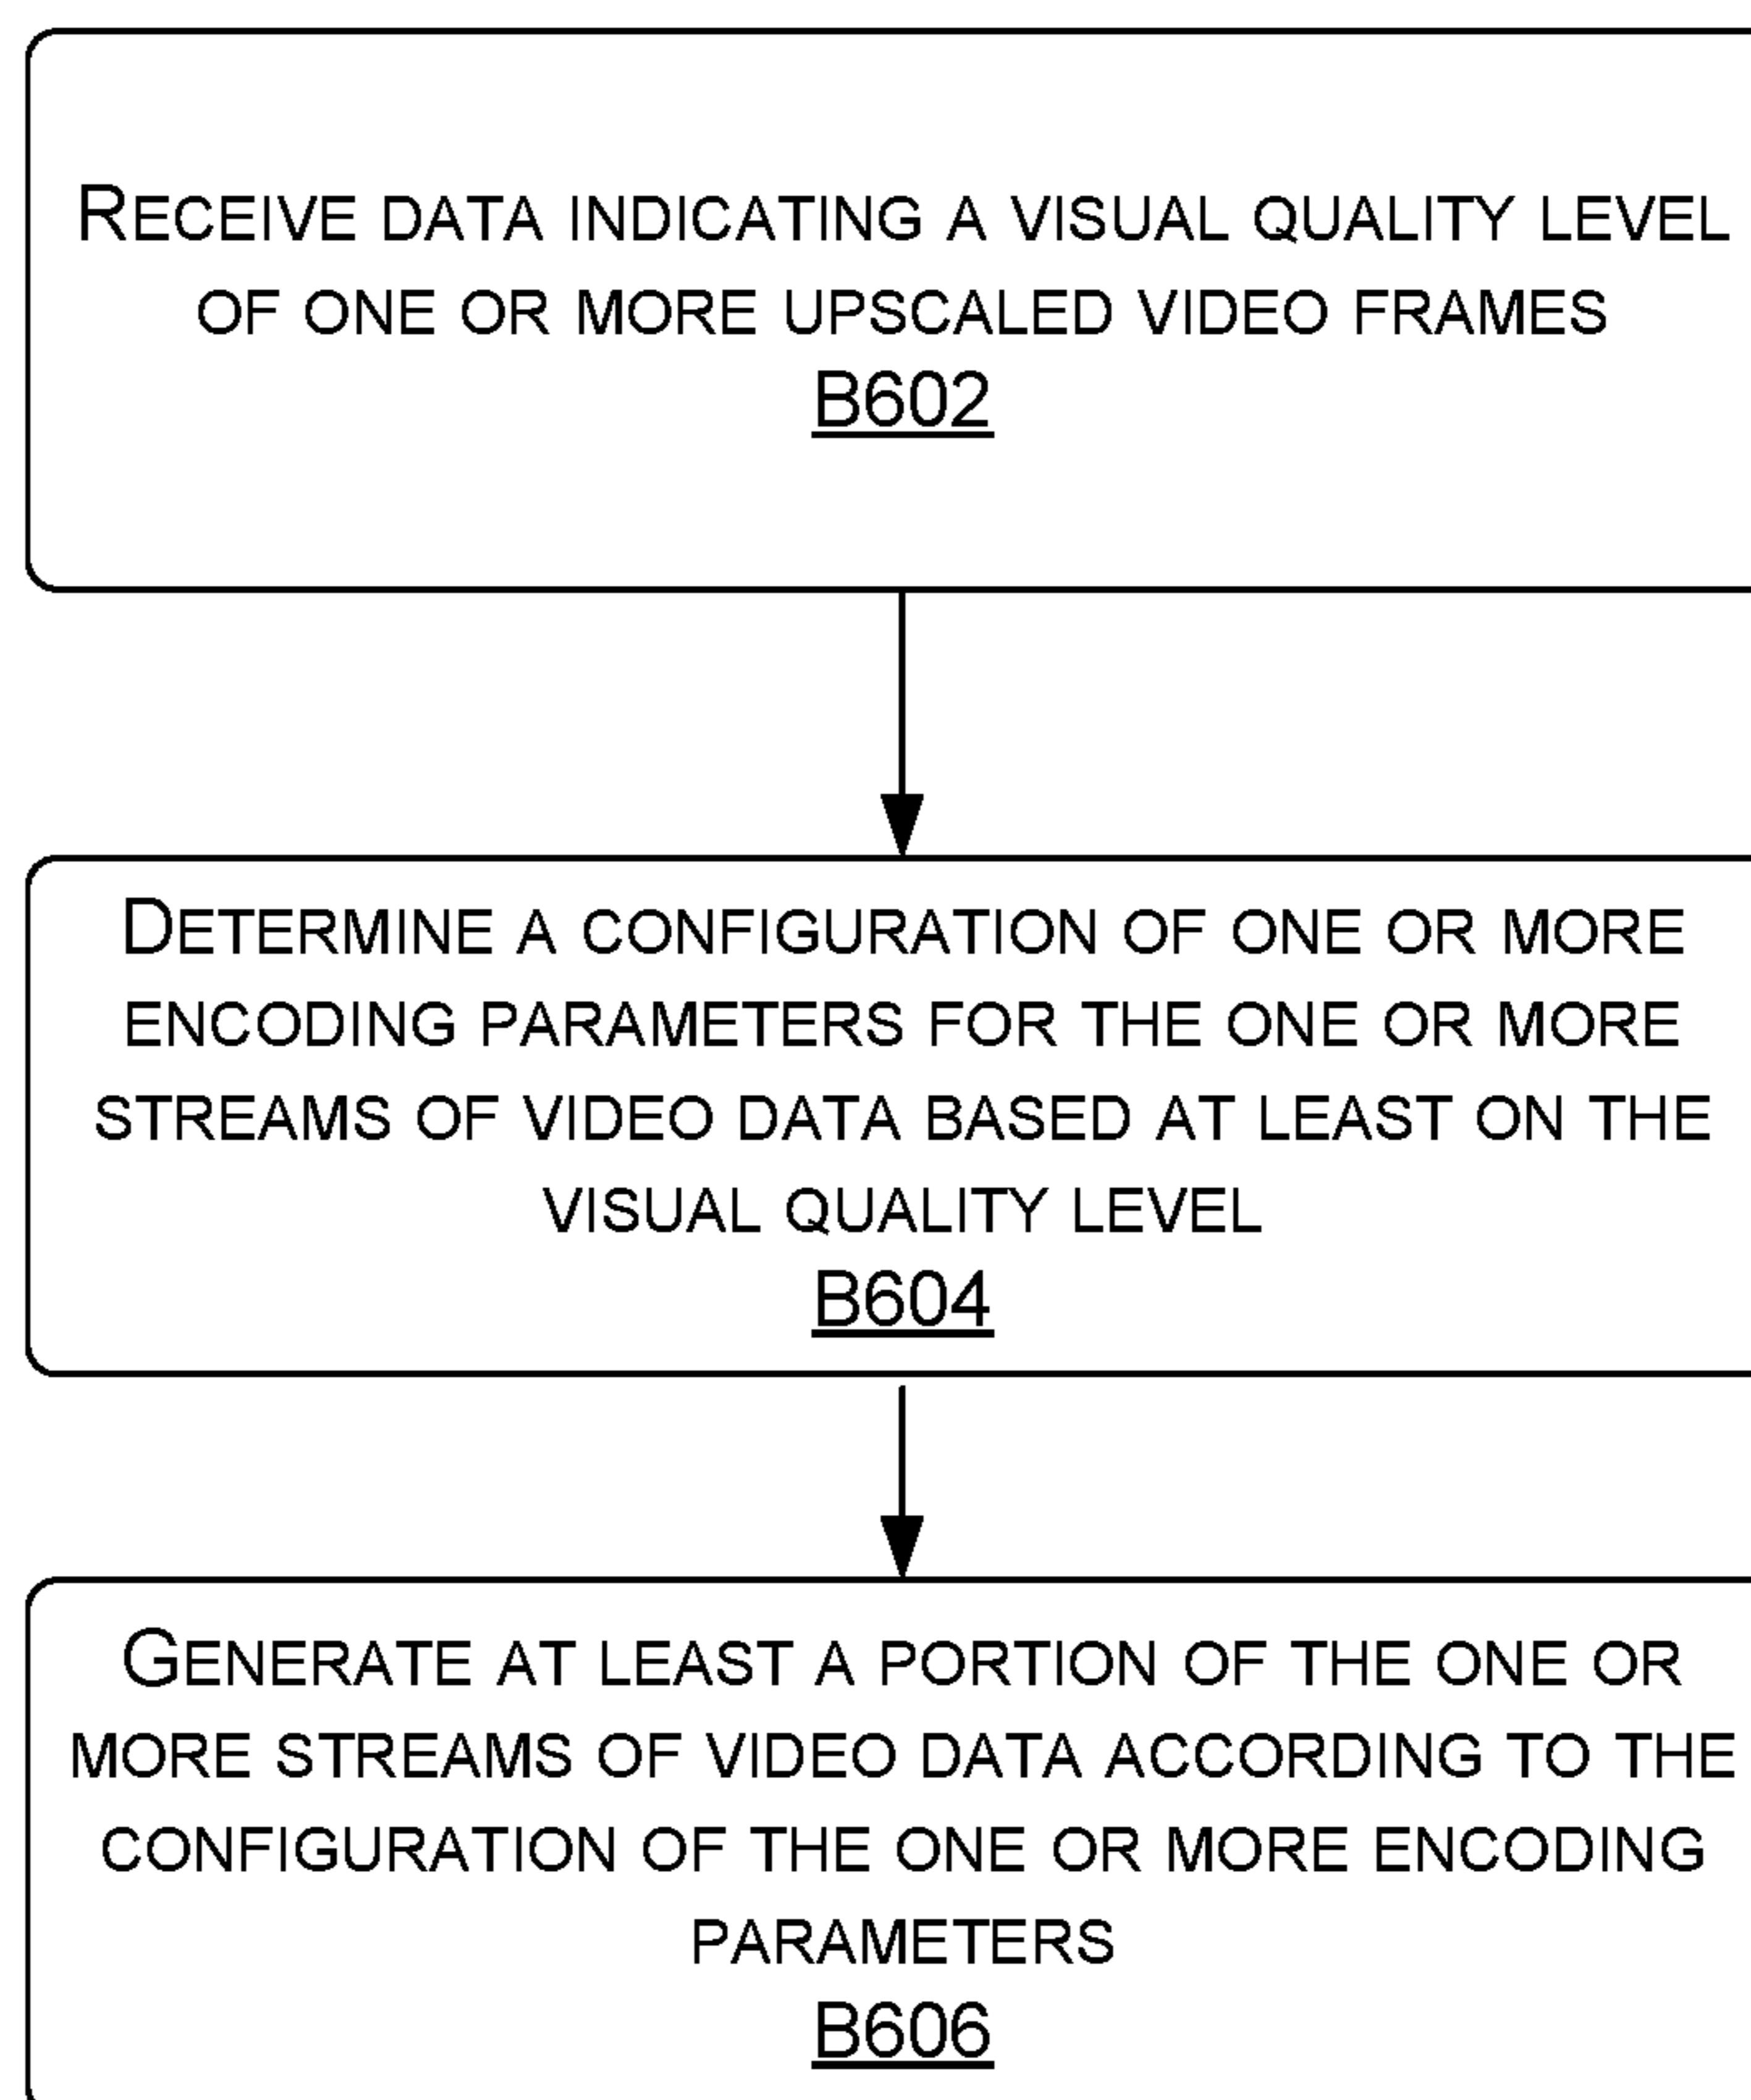 RECEIVE DATA INDICATING A VISUAL QUALITY LEVEL
OF ONE OR MORE UPSCALED VIDEO FRAMES
B602
DETERMINE A CONFIGURATION OF ONE OR MORE
ENCODING PARAMETERS FOR THE ONE OR MORE
STREAMS OF VIDEO DATA BASED AT LEAST ON THE
VISUAL QUALITY LEVEL
B604
GENERATE AT LEAST A PORTION OF THE ONE OR
MORE STREAMS OF VIDEO DATA ACCORDING TO THE
CONFIGURATION OF THE ONE OR MORE ENCODING
PARAMETERS
B606